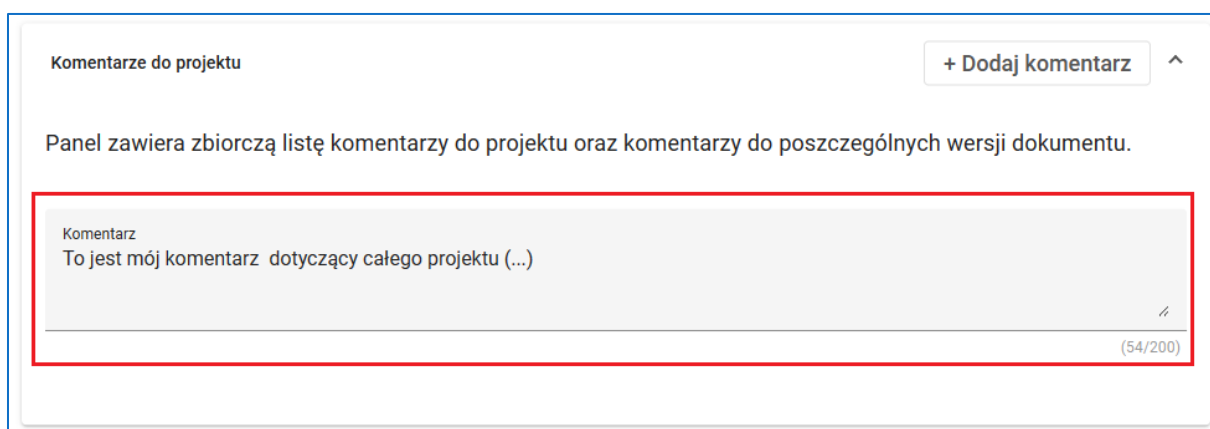 Komentarze do projektu
+ Dodaj komentarz
Panel zawiera zbiorczą listę komentarzy do projektu oraz komentarzy do poszczególnych wersji dokumentu.
Komentarz
To jest mój komentarz  dotyczący całego projektu (...)
(54/200)